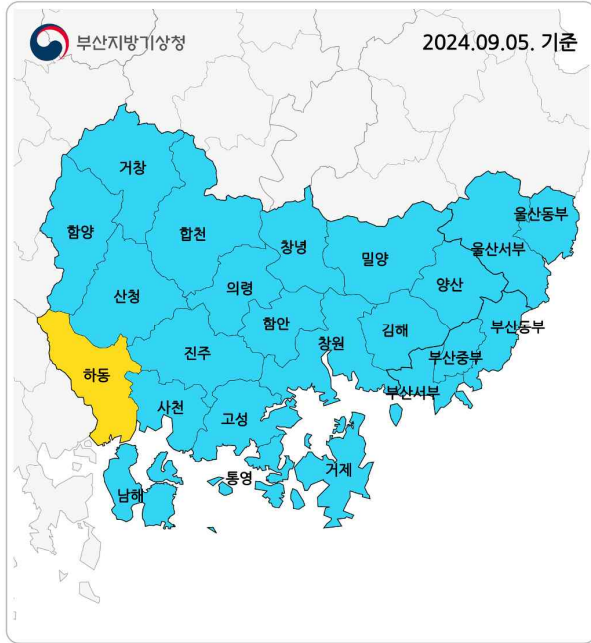 부산지방기상청
2024.09.05. 기준
거창
함양
합천
창녕
밀양
울산동부
울산서부
산청
의령
양산
함안
창원
김해
부산동부
진주
부산중부
하동
부산서부
사천
고성
거제
통영
남해